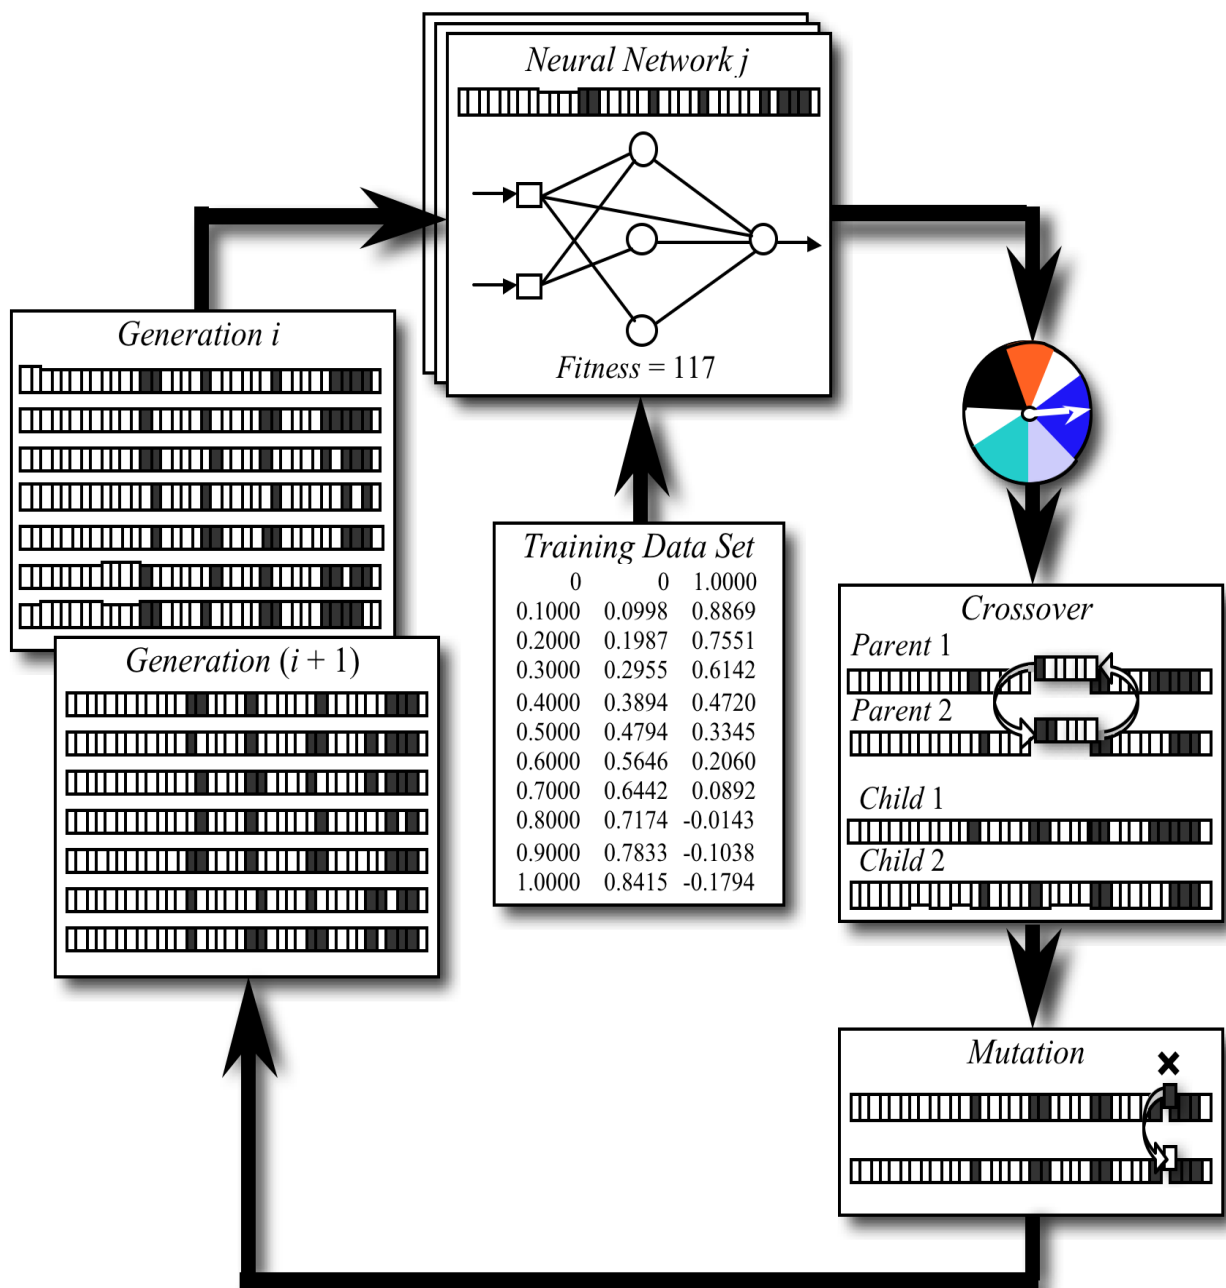 Neural Network j
Fitness = 117
Generation i
Generation (i + 1)
Training Data Set
0 0 1.0000
0.1000 0.0998 0.8869
0.2000 0.1987 0.7551
0.3000 0.2955 0.6142
0.4000 0.3894 0.4720
0.5000 0.4794 0.3345
0.6000 0.5646 0.2060
0.7000 0.6442 0.0892
0.8000 0.7174 -0.0143
0.9000 0.7833 -0.1038
1.0000 0.8415 -0.1794
Crossover
Parent 1
Parent 2
Child 1
Child 2
Mutation